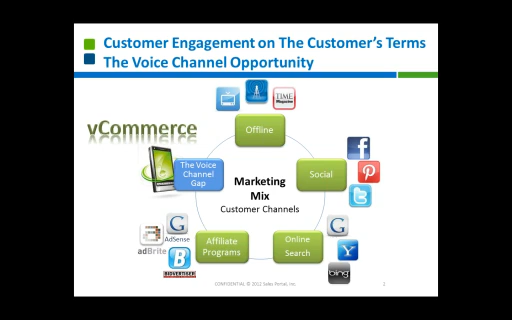 Customer Engagement on The Customer's Terms
The Voice Channel Opportunity
TIME
Magazine
vCommerce
Offline
The Voice
Channel
Gap
Marketing
Mix
Customer Channels
Social
f
p
t
G
AdSense
adBrite
B
BIDVERTISER
Affiliate
Programs
Online
Search
G
Y
bing
CONFIDENTIAL © 2012 Sales Portal, Inc.